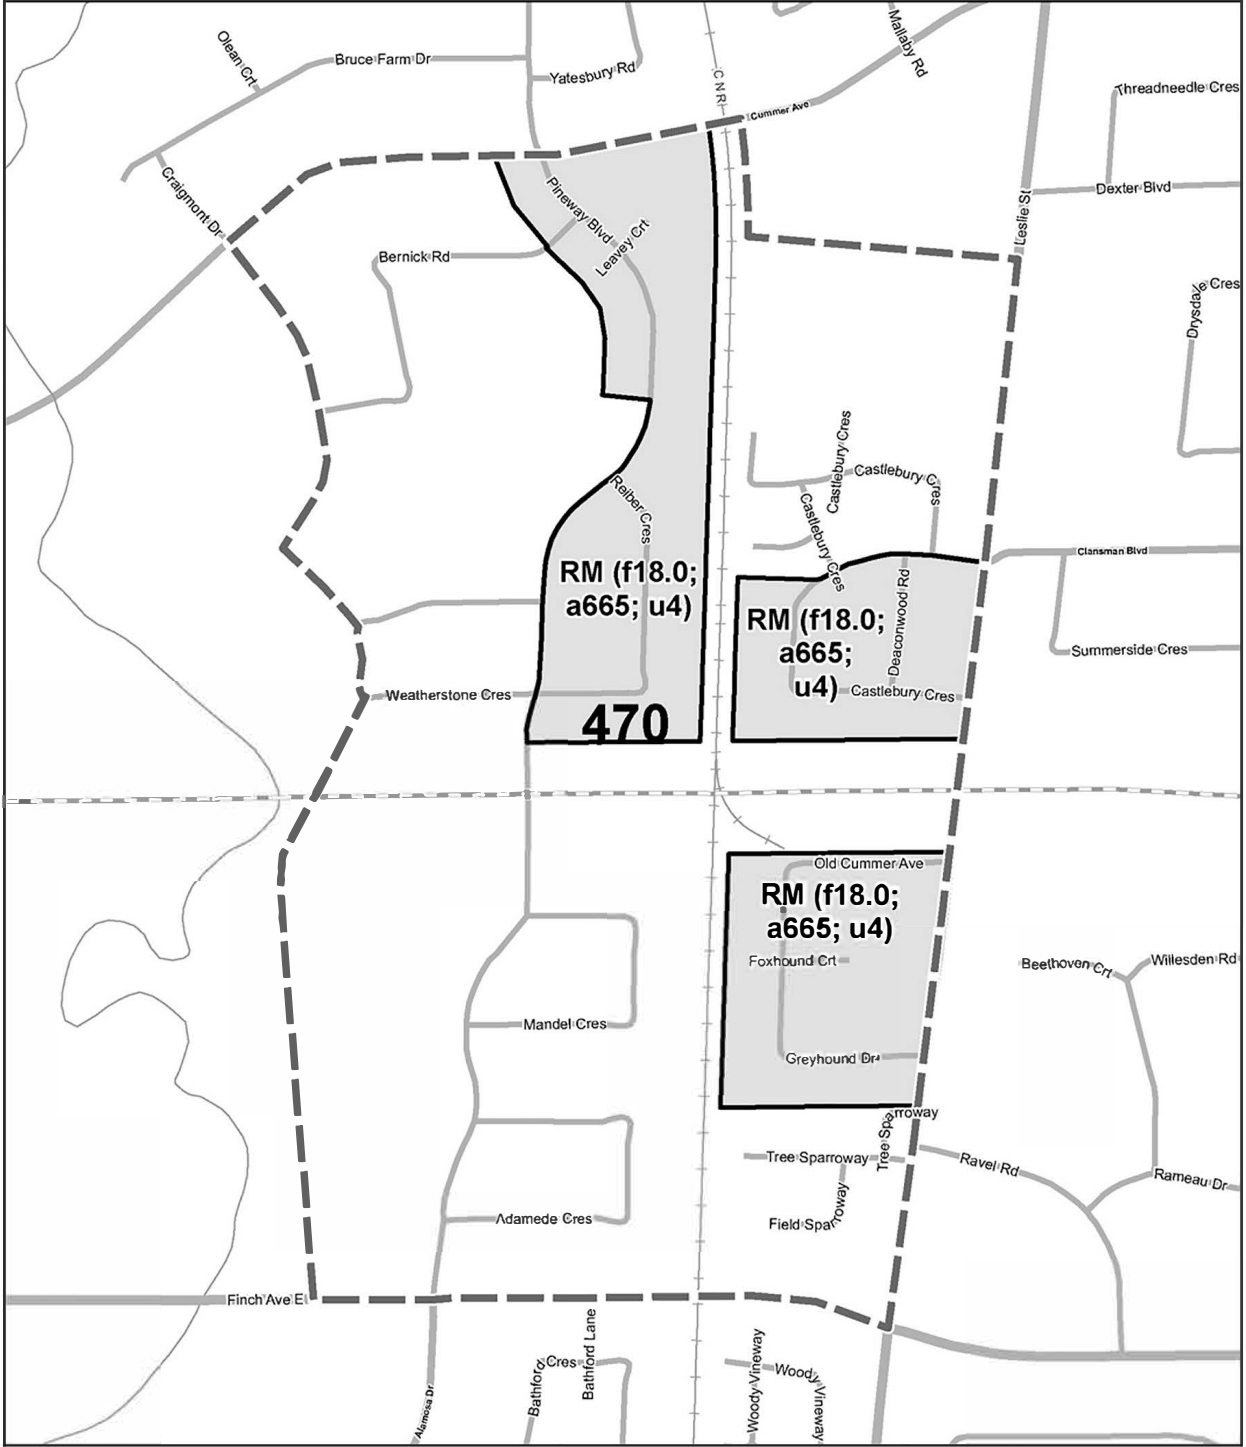 Olean Crt
Bruce Farm Dr
Yatesbury Rd
CNR
Mallaby Rd
Cummer Ave
Threadneedle Cres
Craigmont Dr
Pineway Blvd
Leslie St
Dexter Blvd
Leavey Crt
Bernick Rd
Drysdale Cres
Castlebury Cres
Castlebury Cres
Reiber Cres
Castlebury Cres
Clansman Blvd
RM (f18.0;
a665; u4)
RM (f18.0;
a665;
u4)
Deaconwood Rd
Summerside Cres
Weatherstone Cres
Castlebury Cres
470
Old Cummer Ave
RM (f18.0;
a665; u4)
Foxhound Crt
Beethoven Crt
Willesden Rd
Mandel Cres
Greyhound Dr
Tree Sparroway
Tree Sparroway
Ravel Rd
Rameau Dr
Adamede Cres
Field Sparroway
Finch Ave E
Bathford Cres
Bathford Lane
Woody Vineway
Woody Vineway
Alamosa Dr